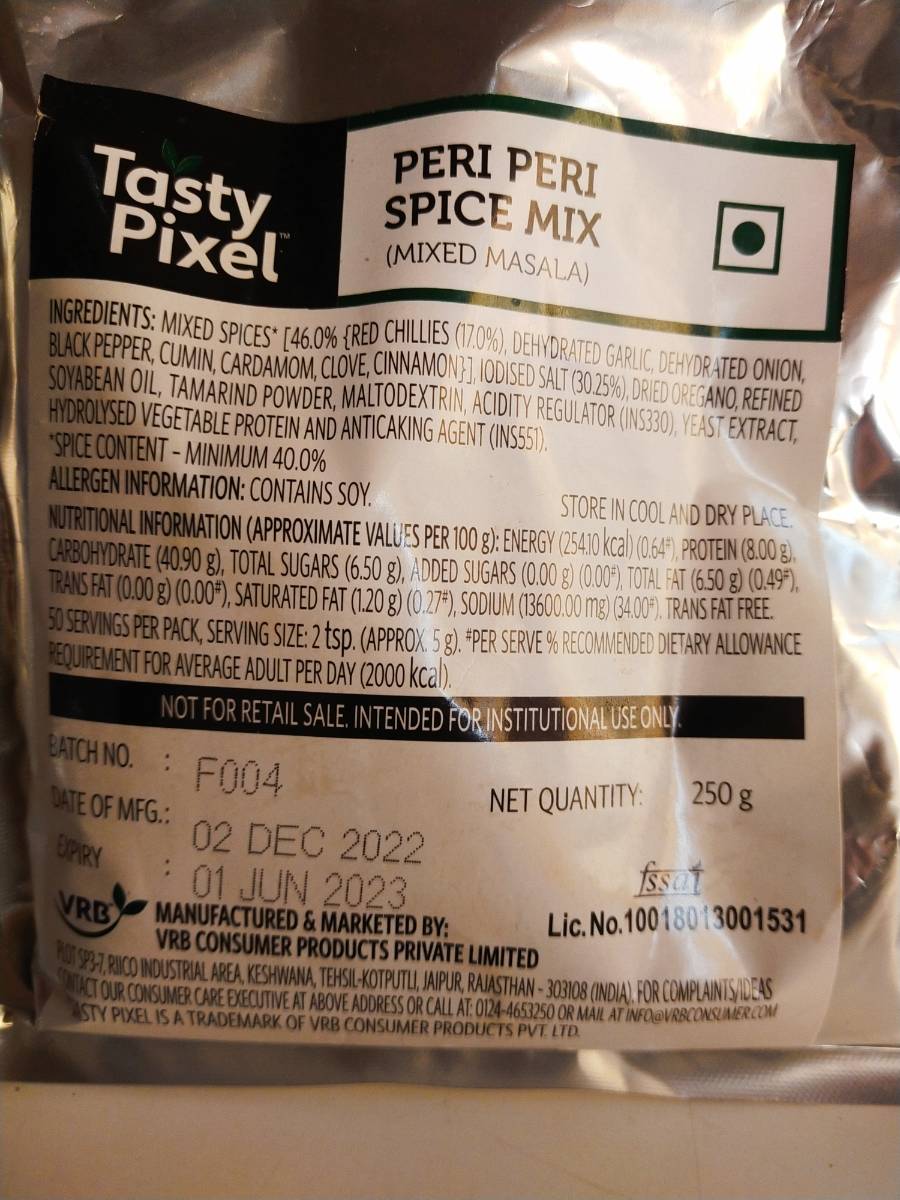 Tasty
Pixel™
PERI PERI
SPICE MIX
(MIXED MASALA)
INGREDIENTS: MIXED SPICES* [46.0% {RED CHILLIES (17.0%), DEHYDRATED GARLIC, DEHYDRATED ONION,
BLACK PEPPER, CUMIN, CARDAMOM, CLOVE, CINNAMON}], IODISED SALT (30.25%), DRIED OREGANO, REFINED
SOYABEAN OIL, TAMARIND POWDER, MALTODEXTRIN, ACIDITY REGULATOR (INS330), YEAST EXTRACT,
HYDROLYSED VEGETABLE PROTEIN AND ANTICAKING AGENT (INS551).
*SPICE CONTENT - MINIMUM 40.0%
ALLERGEN INFORMATION: CONTAINS SOY.
STORE IN COOL AND DRY PLACE.
NUTRITIONAL INFORMATION (APPROXIMATE VALUES PER 100 g): ENERGY (254.10 kcal) (0.64#), PROTEIN (8.00 g),
CARBOHYDRATE (40.90 g), TOTAL SUGARS (6.50 g), ADDED SUGARS (0.00 g) (0.00#), TOTAL FAT (6.50 g) (0.49#),
TRANS FAT (0.00 g) (0.00#), SATURATED FAT (1.20 g) (0.27#), SODIUM (13600.00 mg) (34.00#). TRANS FAT FREE.
50 SERVINGS PER PACK, SERVING SIZE: 2 tsp. (APPROX. 5 g). #PER SERVE % RECOMMENDED DIETARY ALLOWANCE
REQUIREMENT FOR AVERAGE ADULT PER DAY (2000 kcal).
NOT FOR RETAIL SALE. INTENDED FOR INSTITUTIONAL USE ONLY.
BATCH NO. : F004
NET QUANTITY: 250 g
DATE OF MFG.: 02 DEC 2022
EXPIRY : 01 JUN 2023
fssai
Lic. No. 10018013001531
VRB
MANUFACTURED & MARKETED BY:
VRB CONSUMER PRODUCTS PRIVATE LIMITED
PLOT SP3-7, RIICO INDUSTRIAL AREA, KESHWANA, TEHSIL-KOTPUTLI, JAIPUR, RAJASTHAN - 303108 (INDIA). FOR COMPLAINTS/IDEAS
CONTACT OUR CONSUMER CARE EXECUTIVE AT ABOVE ADDRESS OR CALL AT: 0124-4653250 OR MAIL AT INFO@VRBCONSUMER.COM
TASTY PIXEL IS A TRADEMARK OF VRB CONSUMER PRODUCTS PVT. LTD.